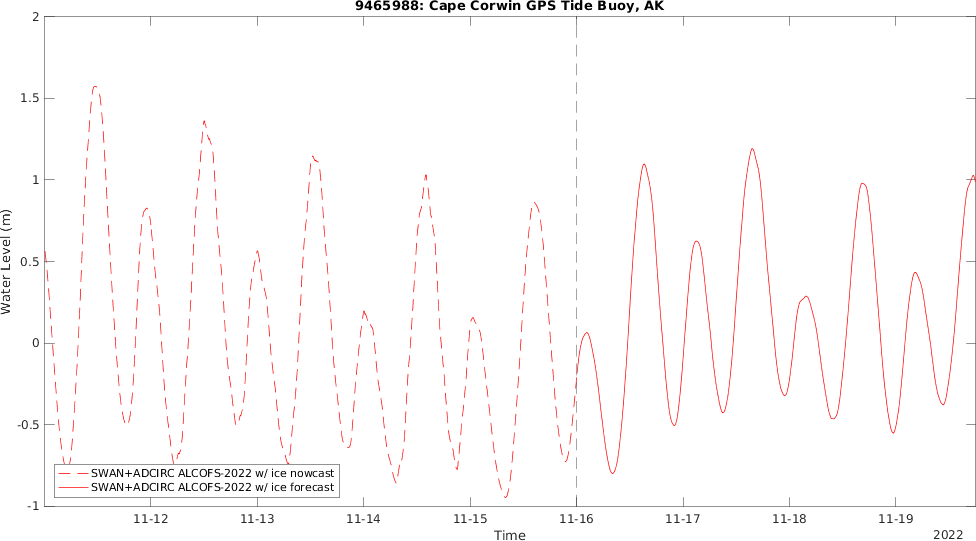 9465988: Cape Corwin GPS Tide Buoy, AK
Water Level (m)
2
1.5
1
0.5
0
-0.5
-1
SWAN+ADCIRC ALCOFS-2022 w/ ice nowcast
SWAN+ADCIRC ALCOFS-2022 w/ ice forecast
11-12 11-13 11-14 11-15 11-16 11-17 11-18 11-19
Time
2022